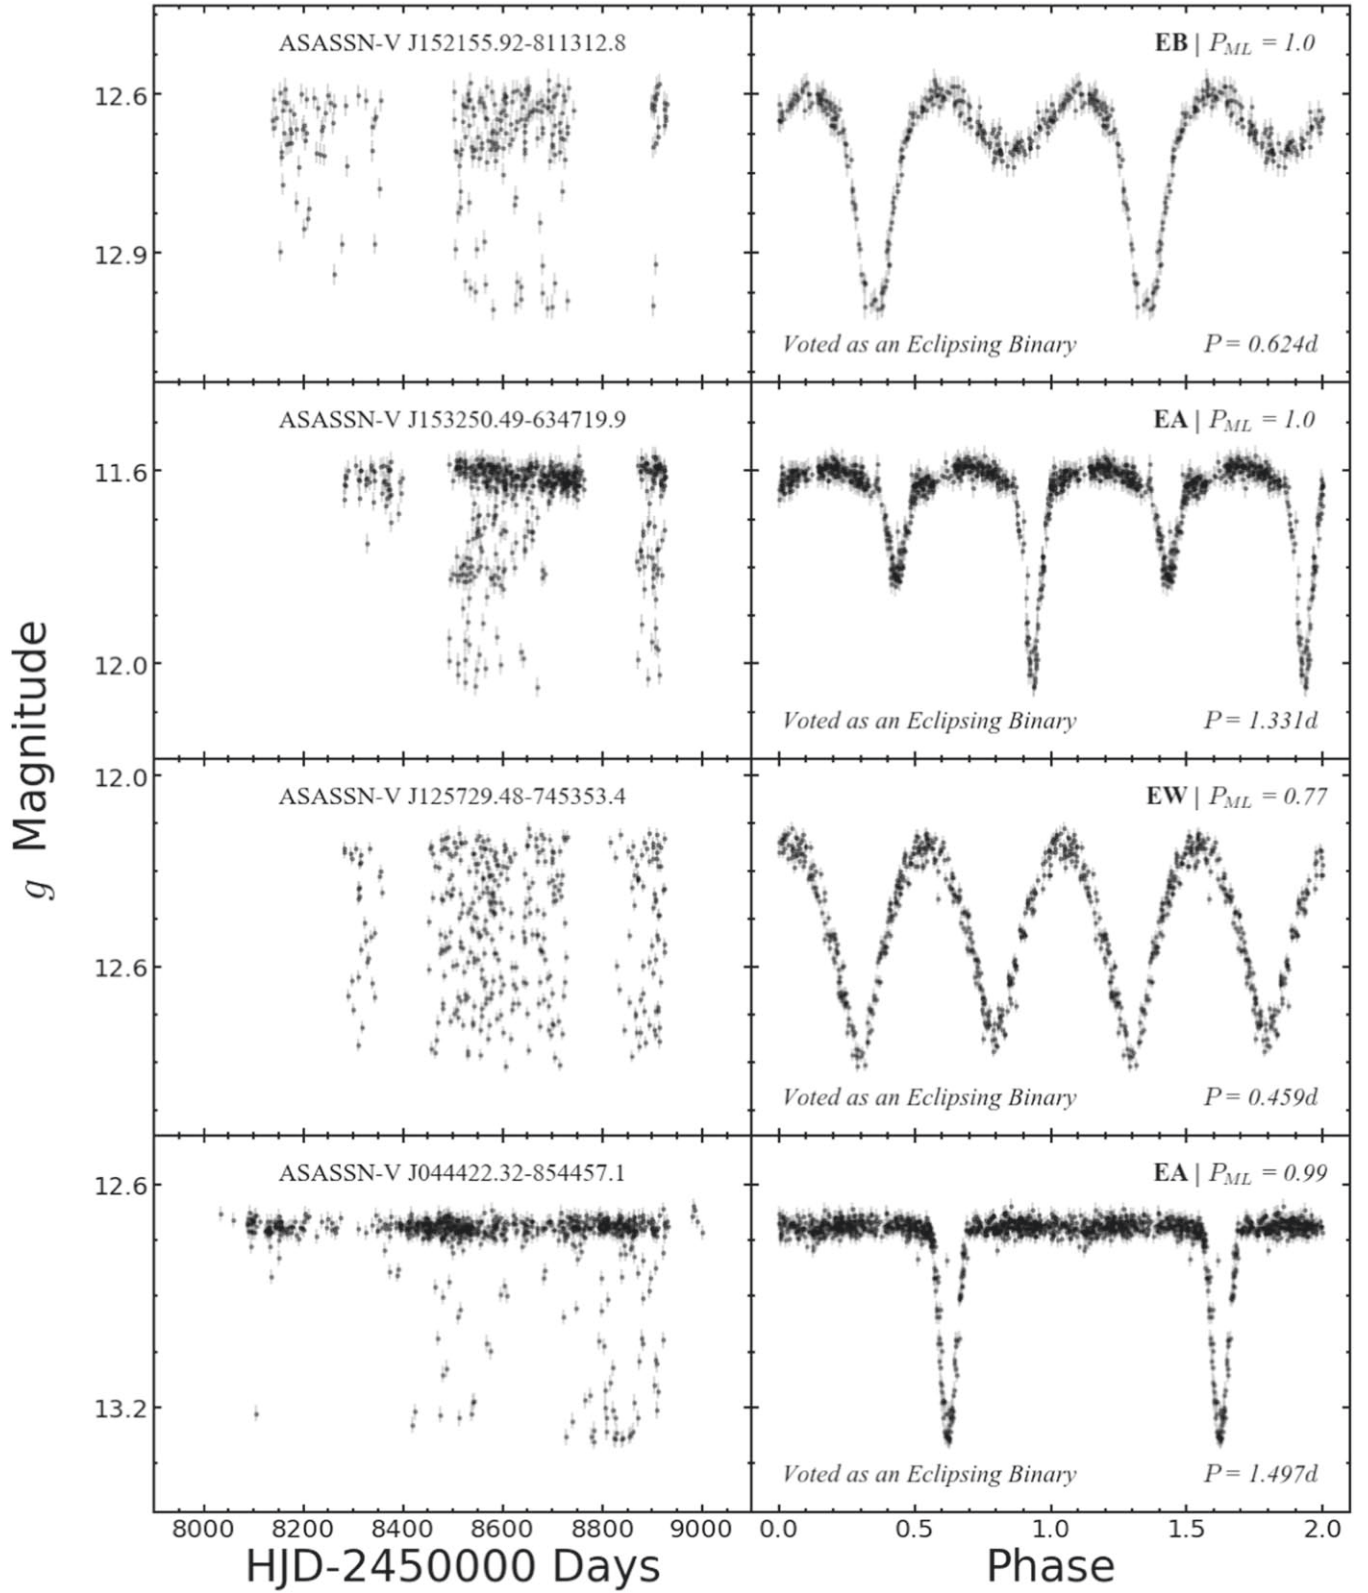 ASASSN-V J152155.92-811312.8
EB | P_ML = 1.0
12.6
12.9
Voted as an Eclipsing Binary
P = 0.624d
ASASSN-V J153250.49-634719.9
EA | P_ML = 1.0
11.6
12.0
Voted as an Eclipsing Binary
P = 1.331d
g Magnitude
ASASSN-V J125729.48-745353.4
EW | P_ML = 0.77
12.0
12.6
Voted as an Eclipsing Binary
P = 0.459d
ASASSN-V J044422.32-854457.1
EA | P_ML = 0.99
12.6
13.2
Voted as an Eclipsing Binary
P = 1.497d
8000 8200 8400 8600 8800 9000
0.0 0.5 1.0 1.5 2.0
HJD-2450000 Days
Phase